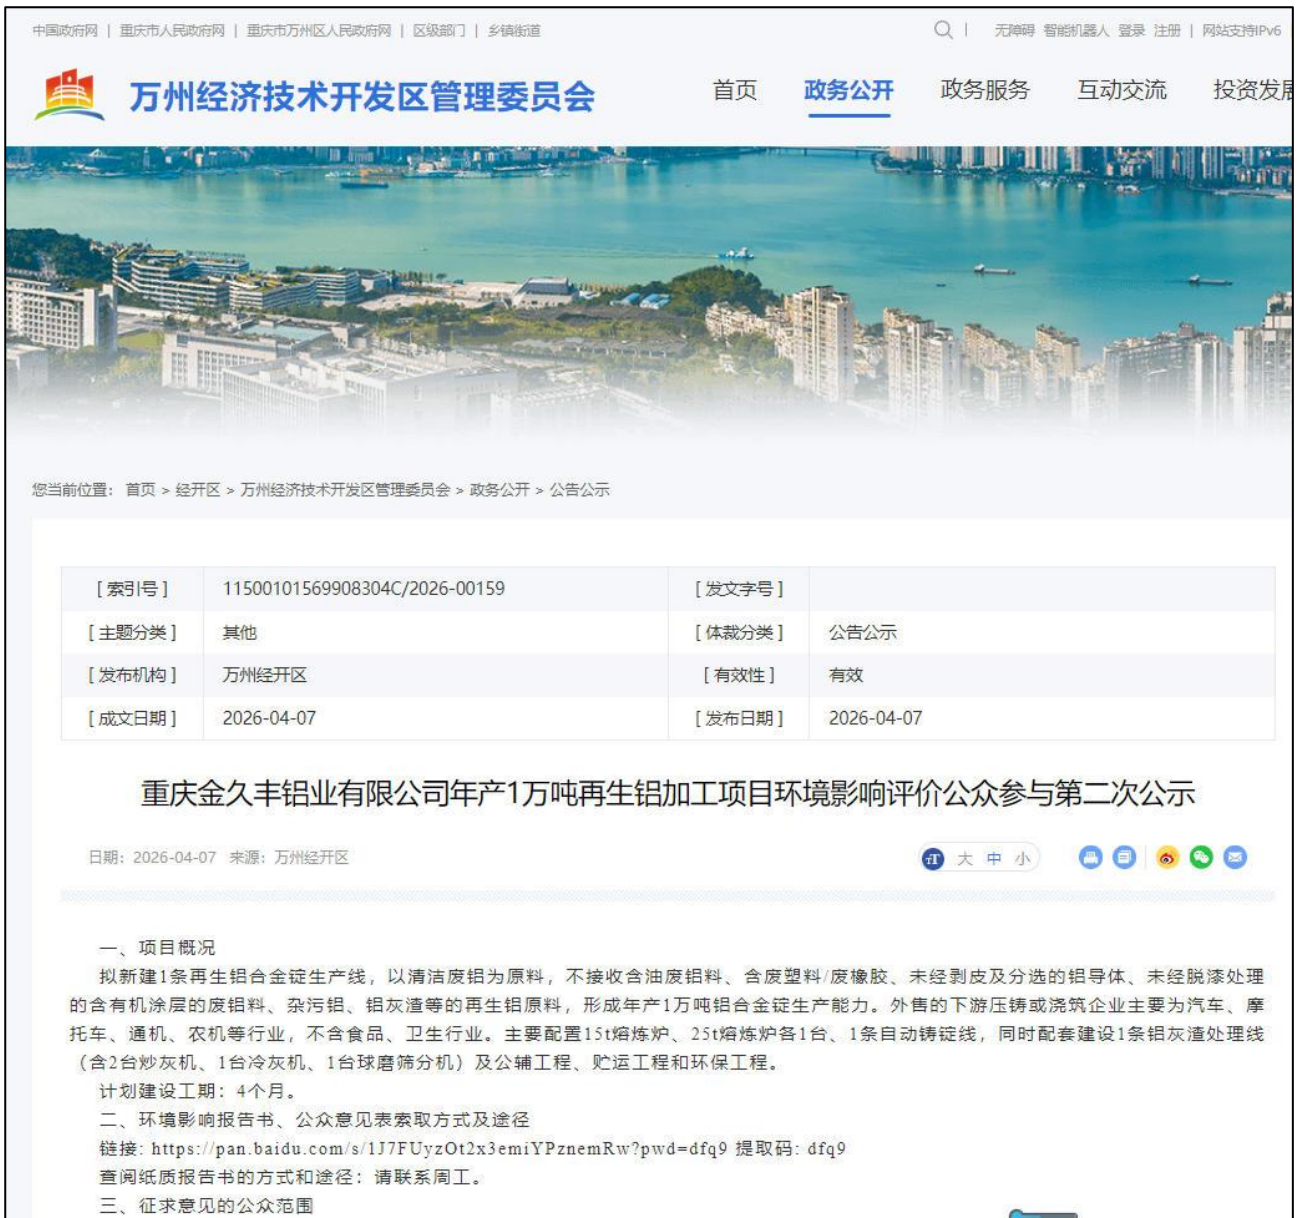 中国政府网 | 重庆市人民政府网 | 重庆市万州区人民政府网 | 区级部门 | 乡镇街道
无障碍 智能机器人 登录 注册 | 网站支持IPv6
万州经济技术开发区管理委员会
首页 政务公开 政务服务 互动交流 投资发展
您当前位置： 首页 > 经开区 > 万州经济技术开发区管理委员会 > 政务公开 > 公告公示
[ 索引号 ] 11500101569908304C/2026-00159 [ 发文字号 ]
[ 主题分类 ] 其他 [ 体裁分类 ] 公告公示
[ 发布机构 ] 万州经开区 [ 有效性 ] 有效
[ 成文日期 ] 2026-04-07 [ 发布日期 ] 2026-04-07
重庆金久丰铝业有限公司年产1万吨再生铝加工项目环境影响评价公众参与第二次公示
日期：2026-04-07 来源：万州经开区
大 中 小
一、项目概况
拟新建1条再生铝合金锭生产线，以清洁废铝为原料，不接收含油废铝料、含废塑料/废橡胶、未经剥皮及分选的铝导体、未经脱漆处理
的含有机涂层的废铝料、杂污铝、铝灰渣等的再生铝原料，形成年产1万吨铝合金锭生产能力。外售的下游压铸或浇筑企业主要为汽车、摩
托车、通机、农机等行业，不含食品、卫生行业。主要配置15t熔炼炉、25t熔炼炉各1台、1条自动铸锭线，同时配套建设1条铝灰渣处理线
（含2台炒灰机、1台冷灰机、1台球磨筛分机）及公辅工程、贮运工程和环保工程。
计划建设工期：4个月。
二、环境影响报告书、公众意见表索取方式及途径
链接: https://pan.baidu.com/s/1J7FUyzOt2x3emiYPznemRw?pwd=dfq9 提取码: dfq9
查阅纸质报告书的方式和途径：请联系周工。
三、征求意见的公众范围